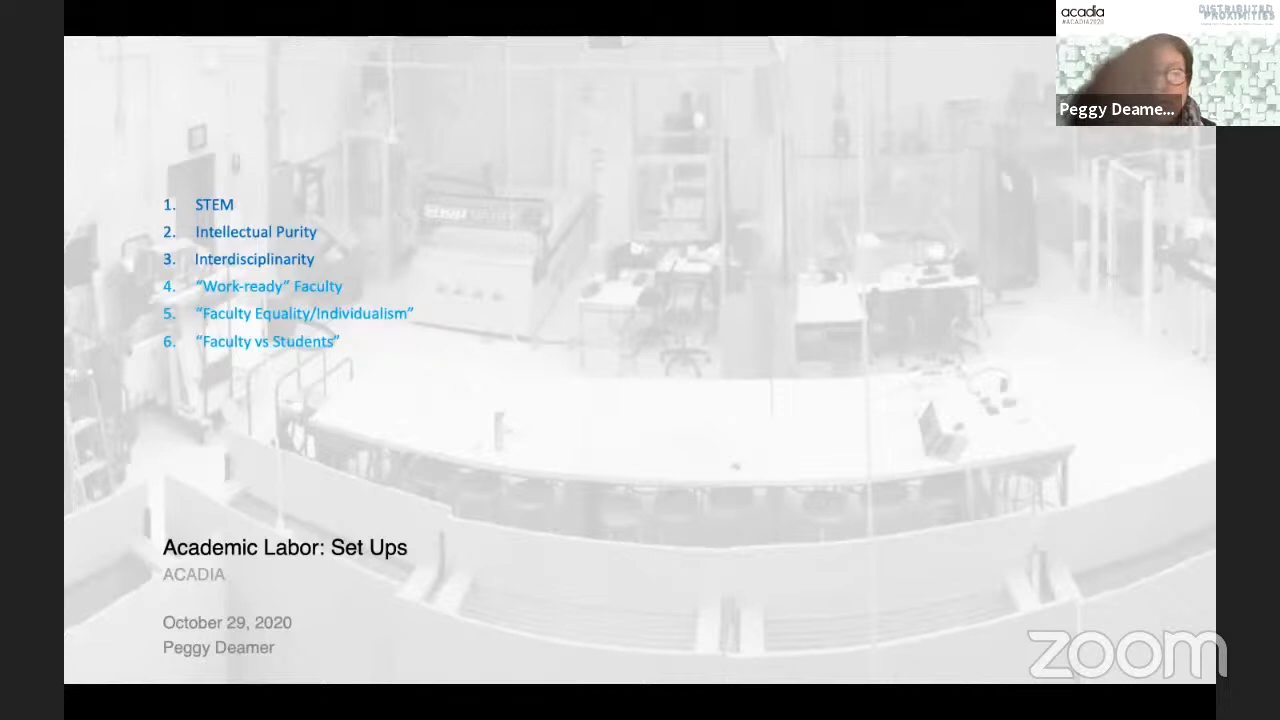 acadia
#ACADIA2020
DISTRIBUTED
PROXIMITIES
Peggy Deame...
1. STEM
2. Intellectual Purity
3. Interdisciplinarity
4. “Work-ready” Faculty
5. “Faculty Equality/Individualism”
6. “Faculty vs Students”
Academic Labor: Set Ups
ACADIA
October 29, 2020
Peggy Deamer
zoom